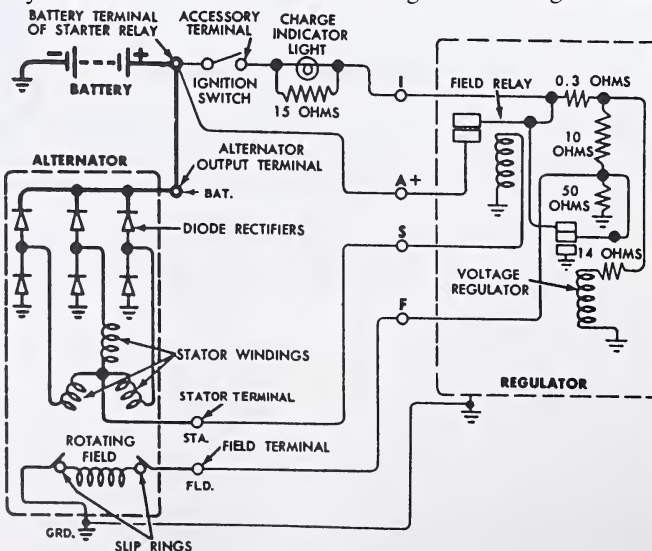 BATTERY TERMINAL
OF STARTER RELAY
ACCESSORY
TERMINAL
CHARGE
INDICATOR
LIGHT
- +
BATTERY
IGNITION
SWITCH
15 OHMS
I
FIELD RELAY
0.3 OHMS
10
OHMS
50
OHMS
14 OHMS
A+
S
F
VOLTAGE
REGULATOR
REGULATOR
ALTERNATOR
ALTERNATOR
OUTPUT TERMINAL
BAT.
DIODE RECTIFIERS
STATOR WINDINGS
STATOR TERMINAL
STA.
ROTATING
FIELD
FIELD TERMINAL
FLD.
GRD.
SLIP RINGS